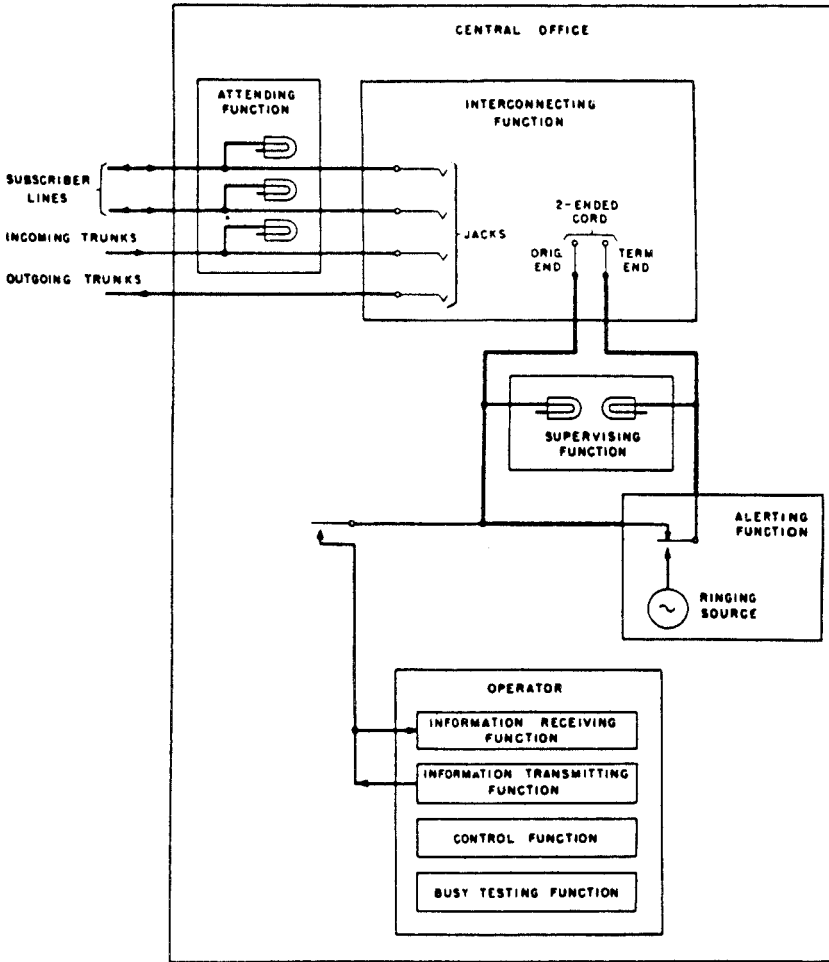 CENTRAL OFFICE
ATTENDING
FUNCTION
INTERCONNECTING
FUNCTION
SUBSCRIBER
LINES
INCOMING TRUNKS
OUTGOING TRUNKS
JACKS
2-ENDED
CORD
ORIG.
END
TERM
END
SUPERVISING
FUNCTION
ALERTING
FUNCTION
RINGING
SOURCE
OPERATOR
INFORMATION RECEIVING
FUNCTION
INFORMATION TRANSMITTING
FUNCTION
CONTROL FUNCTION
BUSY TESTING FUNCTION